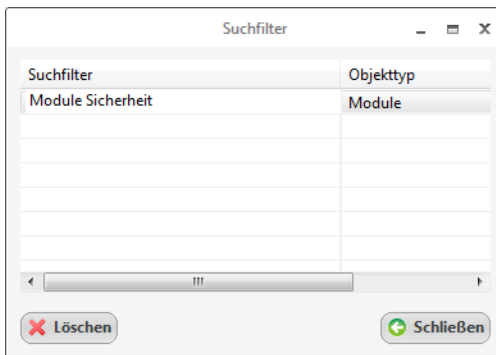 Suchfilter
Suchfilter Objekttyp
Module Sicherheit Module
Löschen Schließen